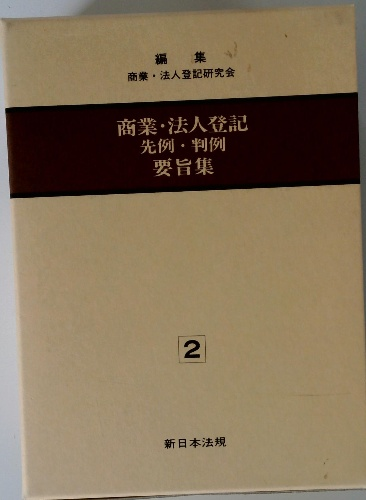 編 集
商業・法人登記研究会
商業・法人登記
先例・判例
要旨集
2
新日本法規